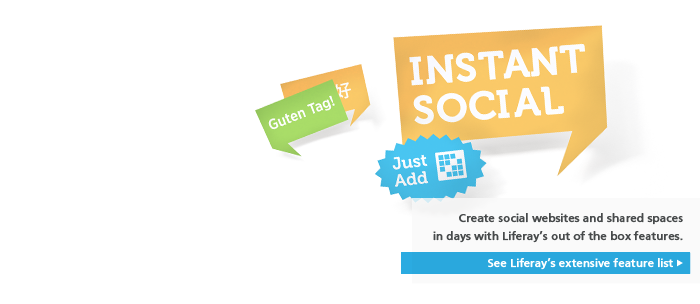 INSTANT
SOCIAL
好
Guten Tag!
Just
Add
Create social websites and shared spaces
in days with Liferay's out of the box features.
See Liferay's extensive feature list